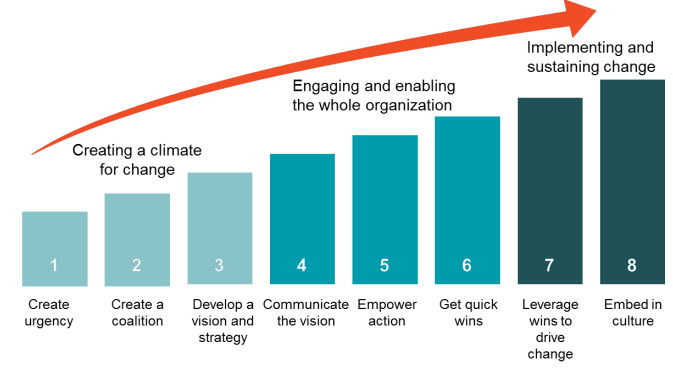 Implementing and
sustaining change
Engaging and enabling
the whole organization
Creating a climate
for change
1
2
3
4
5
6
7
8
Create
urgency
Create a
coalition
Develop a
vision and
strategy
Communicate
the vision
Empower
action
Get quick
wins
Leverage
wins to
drive
change
Embed in
culture